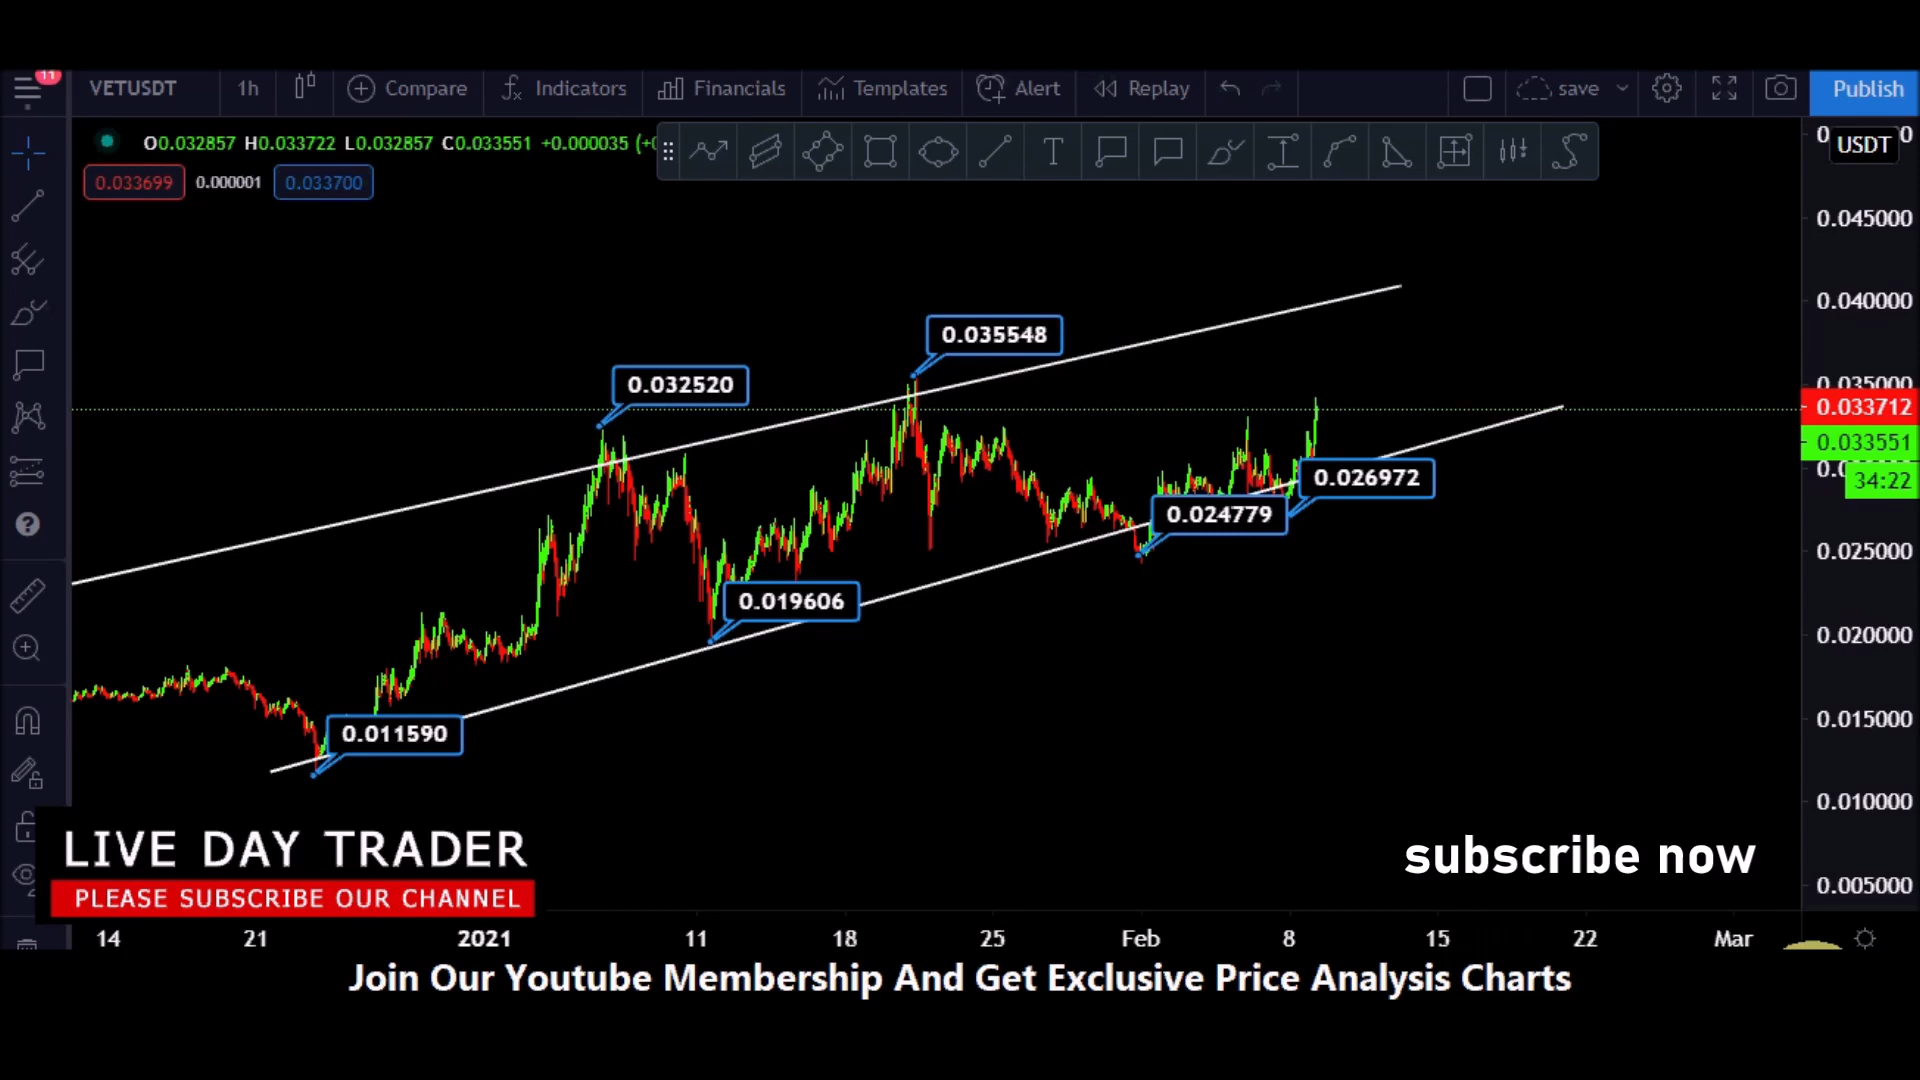 11
VETUSDT 1h Compare Indicators Financials Templates Alert Replay save Publish
O0.032857 H0.033722 L0.032857 C0.033551 +0.000035
USDT
0.033699 0.000001 0.033700
0.045000
0.040000
0.035548
0.035000
0.032520
0.033712
0.033551
0.026972
34:22
0.024779
0.025000
0.019606
0.020000
0.011590
0.015000
0.010000
LIVE DAY TRADER
subscribe now
PLEASE SUBSCRIBE OUR CHANNEL
0.005000
14 21 2021 11 18 25 Feb 8 15 22 Mar
Join Our Youtube Membership And Get Exclusive Price Analysis Charts